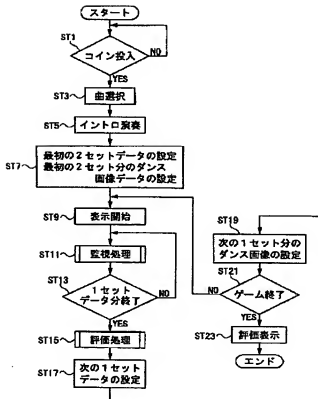 スタート
ST1
コイン投入
NO
YES
ST3
曲選択
ST5
イントロ演奏
ST7
最初の2セットデータの設定
最初の2セット分のダンス
画像データの設定
ST9
表示開始
ST11
監視処理
ST13
1セット
データ分終了
NO
YES
ST15
評価処理
ST17
次の1セット
データの設定
ST19
次の1セット分の
ダンス画像の設定
ST21
ゲーム終了
NO
YES
ST23
評価表示
エンド